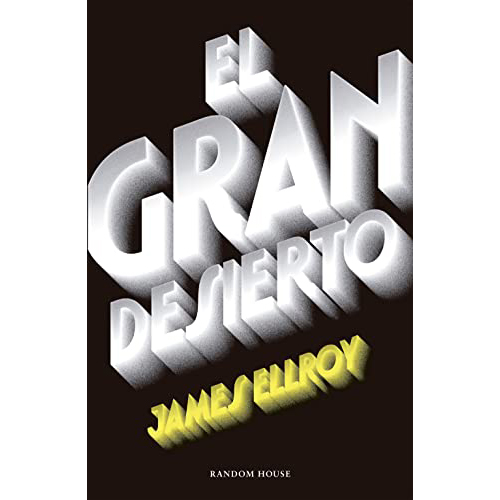 EL
GRAN
DESIERTO
JAMES ELLROY
RANDOM HOUSE